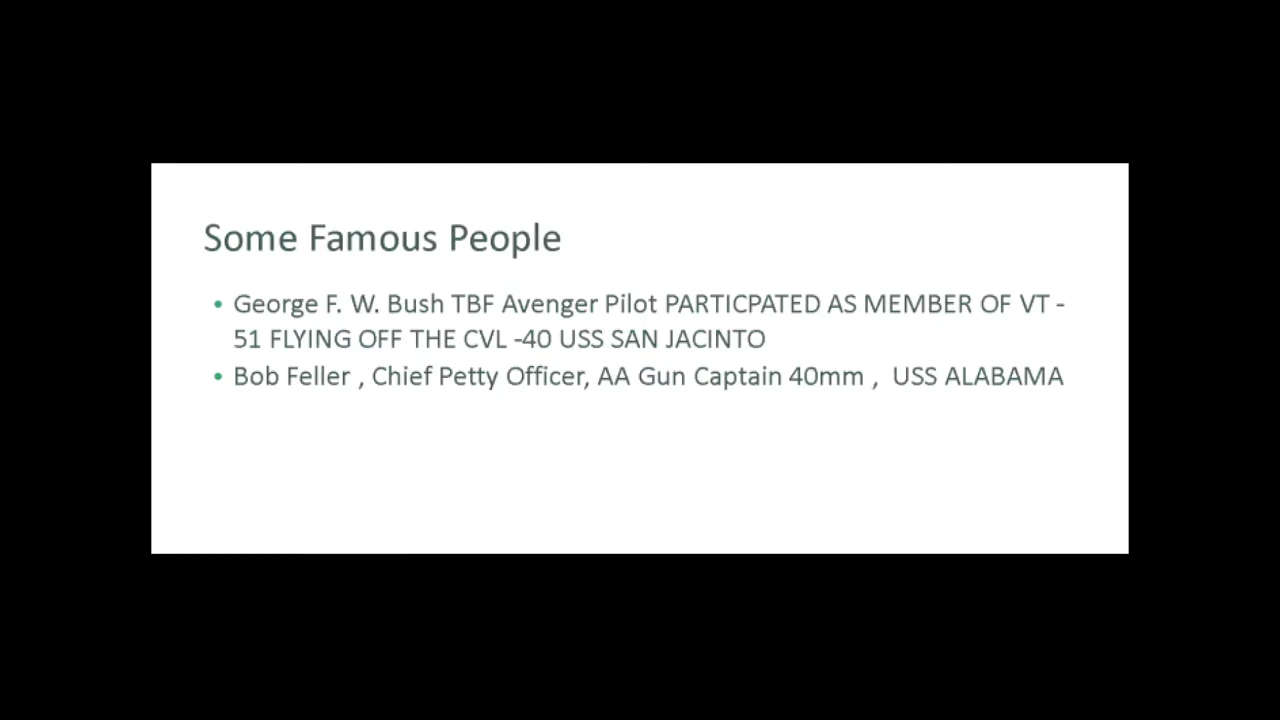 Some Famous People
• George F. W. Bush TBF Avenger Pilot PARTICPATED AS MEMBER OF VT -
51 FLYING OFF THE CVL -40 USS SAN JACINTO
• Bob Feller , Chief Petty Officer, AA Gun Captain 40mm ,  USS ALABAMA